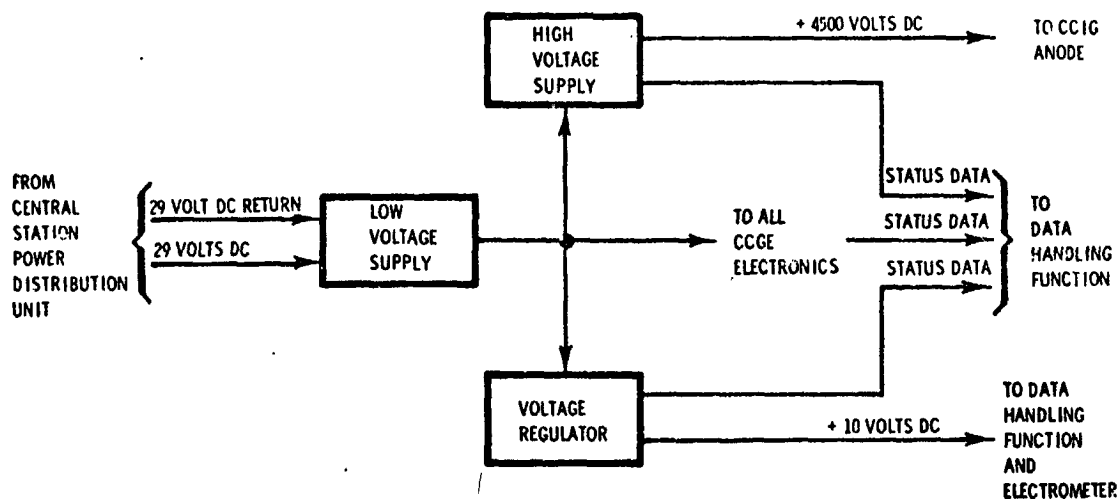 HIGH
VOLTAGE
SUPPLY
+ 4500 VOLTS DC
TO CCIG
ANODE
FROM
CENTRAL
STATION
POWER
DISTRIBUTION
UNIT
29 VOLT DC RETURN
29 VOLTS DC
LOW
VOLTAGE
SUPPLY
TO ALL
CCGE
ELECTRONICS
STATUS DATA
STATUS DATA
STATUS DATA
TO
DATA
HANDLING
FUNCTION
VOLTAGE
REGULATOR
+ 10 VOLTS DC
TO DATA
HANDLING
FUNCTION
AND
ELECTROMETER